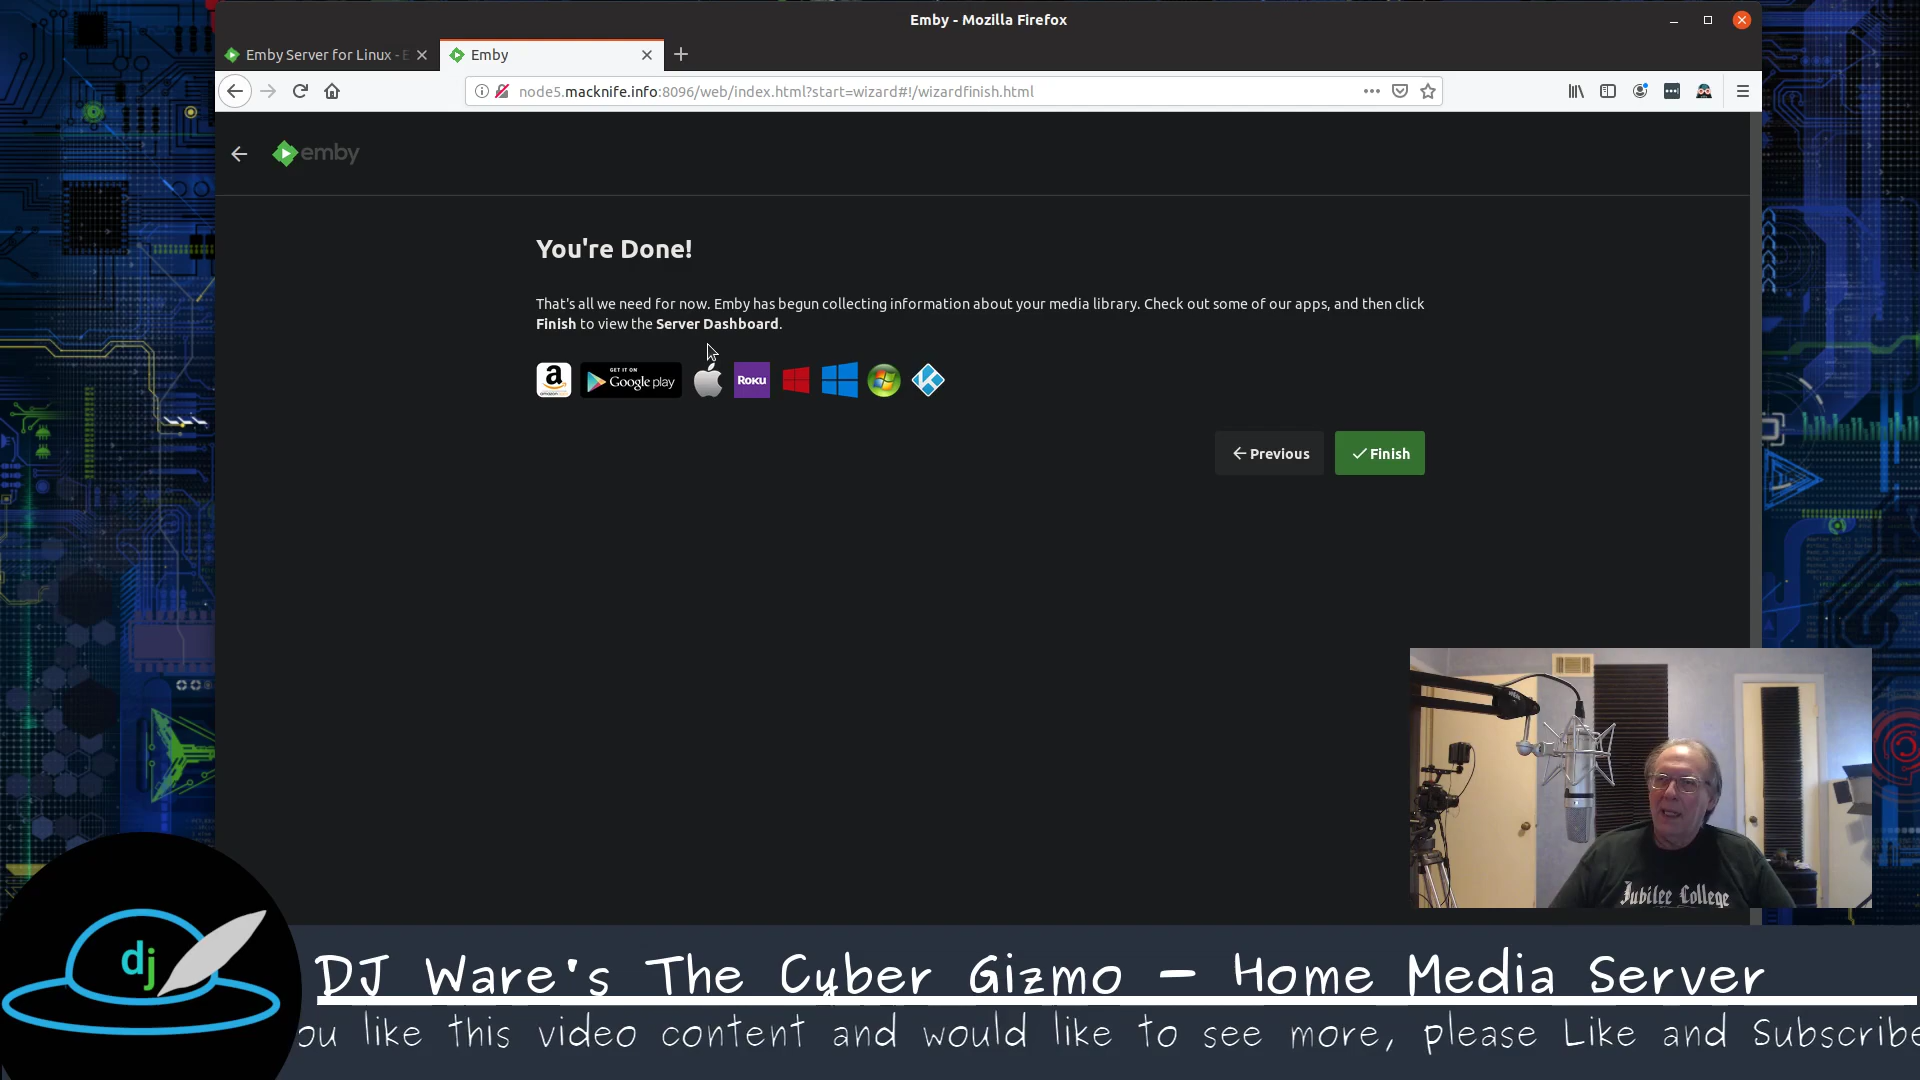 Emby - Mozilla Firefox
Emby Server for Linux - E
Emby
node5.macknife.info:8096/web/index.html?start=wizard#!/wizardfinish.html
emby
You're Done!
That's all we need for now. Emby has begun collecting information about your media library. Check out some of our apps, and then click
Finish to view the Server Dashboard.
a
amazon
GET IT ON
Google play
Roku
Previous
Finish
Jubilee College
dj
DJ Ware's The Cyber Gizmo – Home Media Server
ou like this video content and would like to see more, please Like and Subscribe